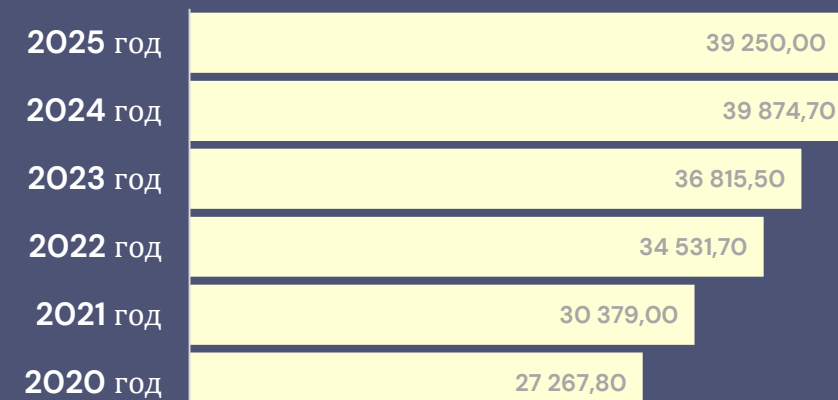 2025 год 39 250,00
2024 год 39 874,70
2023 год 36 815,50
2022 год 34 531,70
2021 год 30 379,00
2020 год 27 267,80